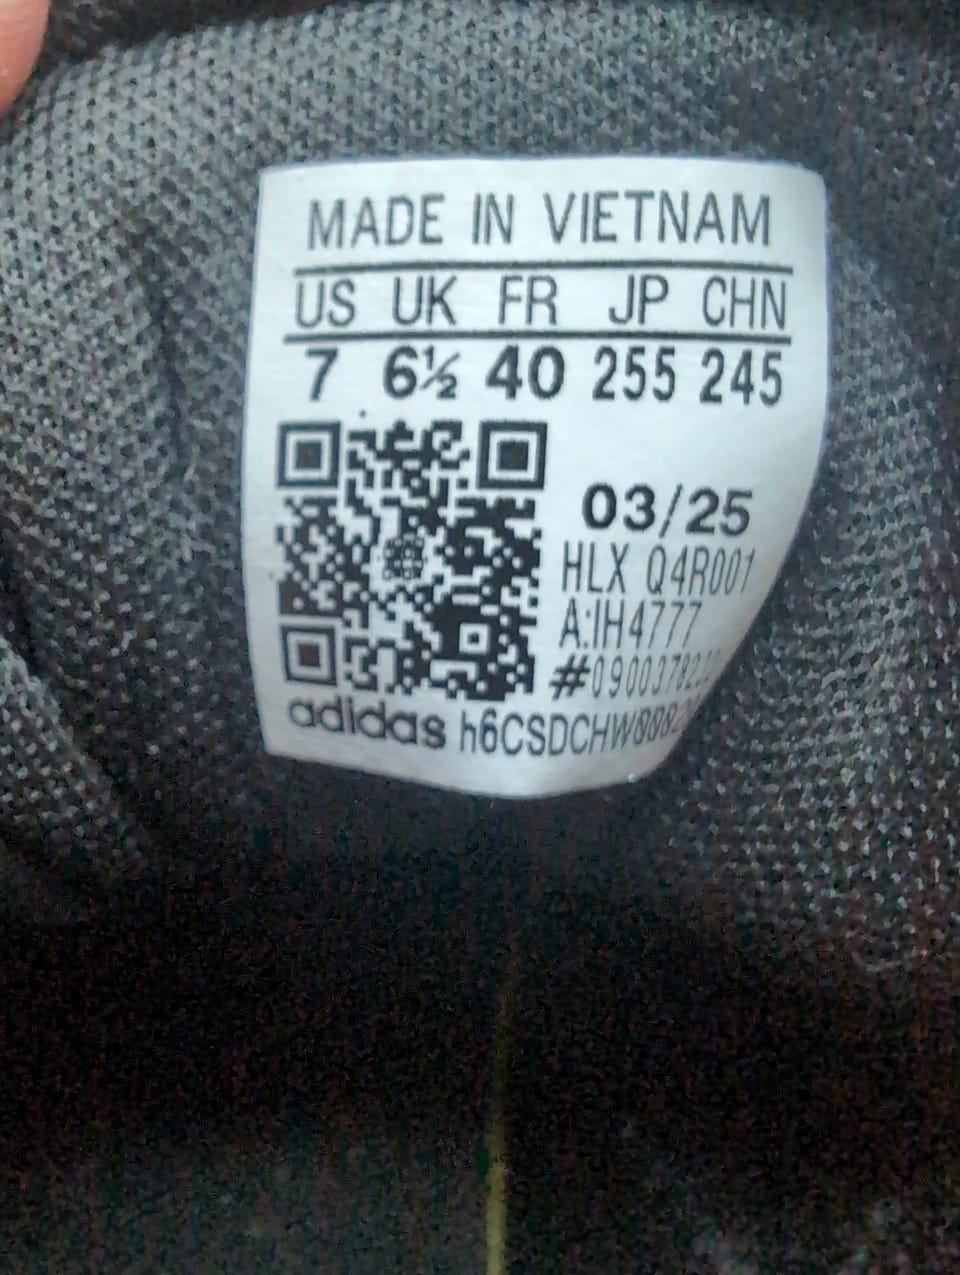 MADE IN VIETNAM
US UK FR JP CHN
7 6½ 40 255 245
03/25
HLX Q4R001
A:IH4777
adidas